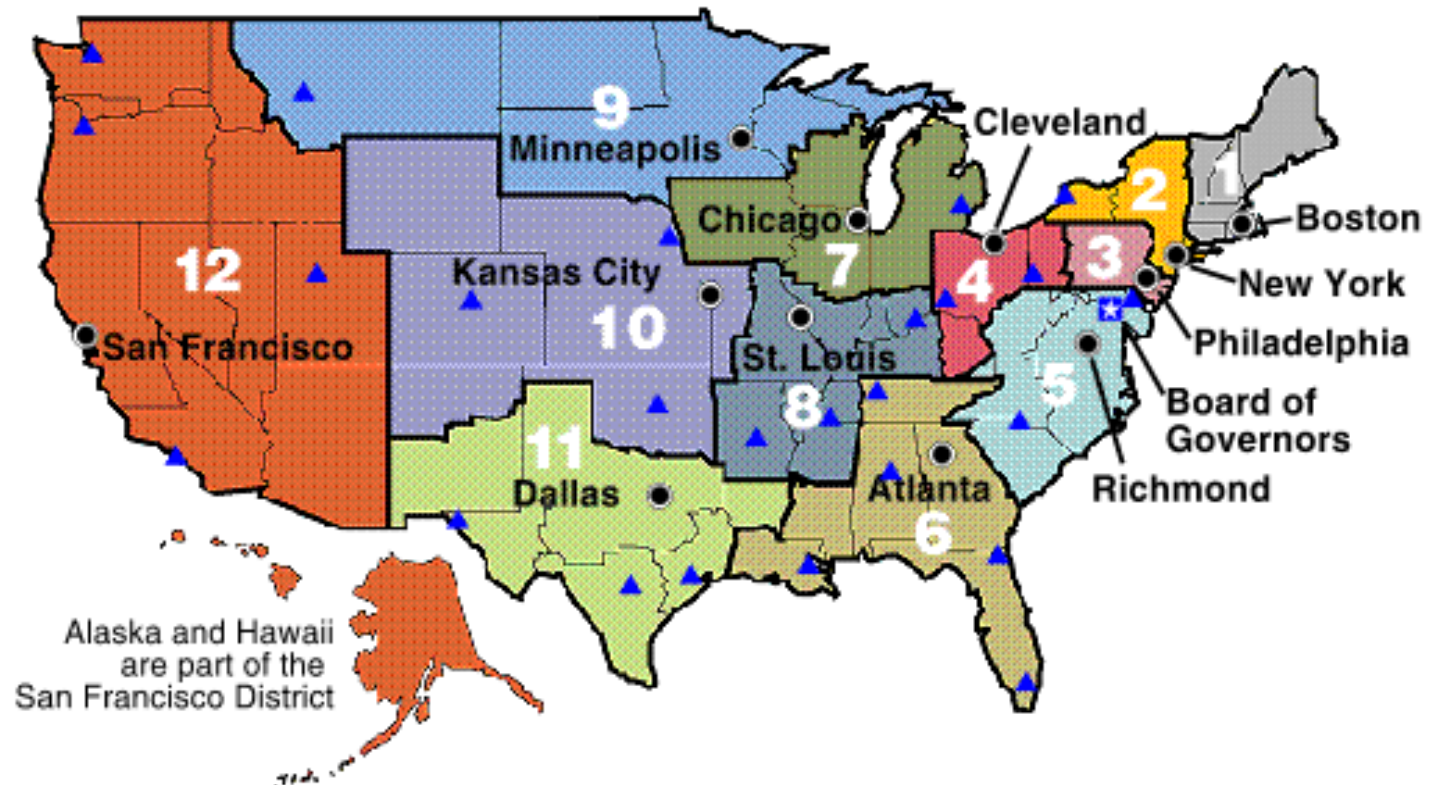 9
Minneapolis
Cleveland
2
1
Chicago
Boston
7
12
Kansas City
4
3
New York
10
San Francisco
St. Louis
Philadelphia
8
5
Board of
Governors
11
Dallas
Atlanta
Richmond
6
Alaska and Hawaii
are part of the
San Francisco District